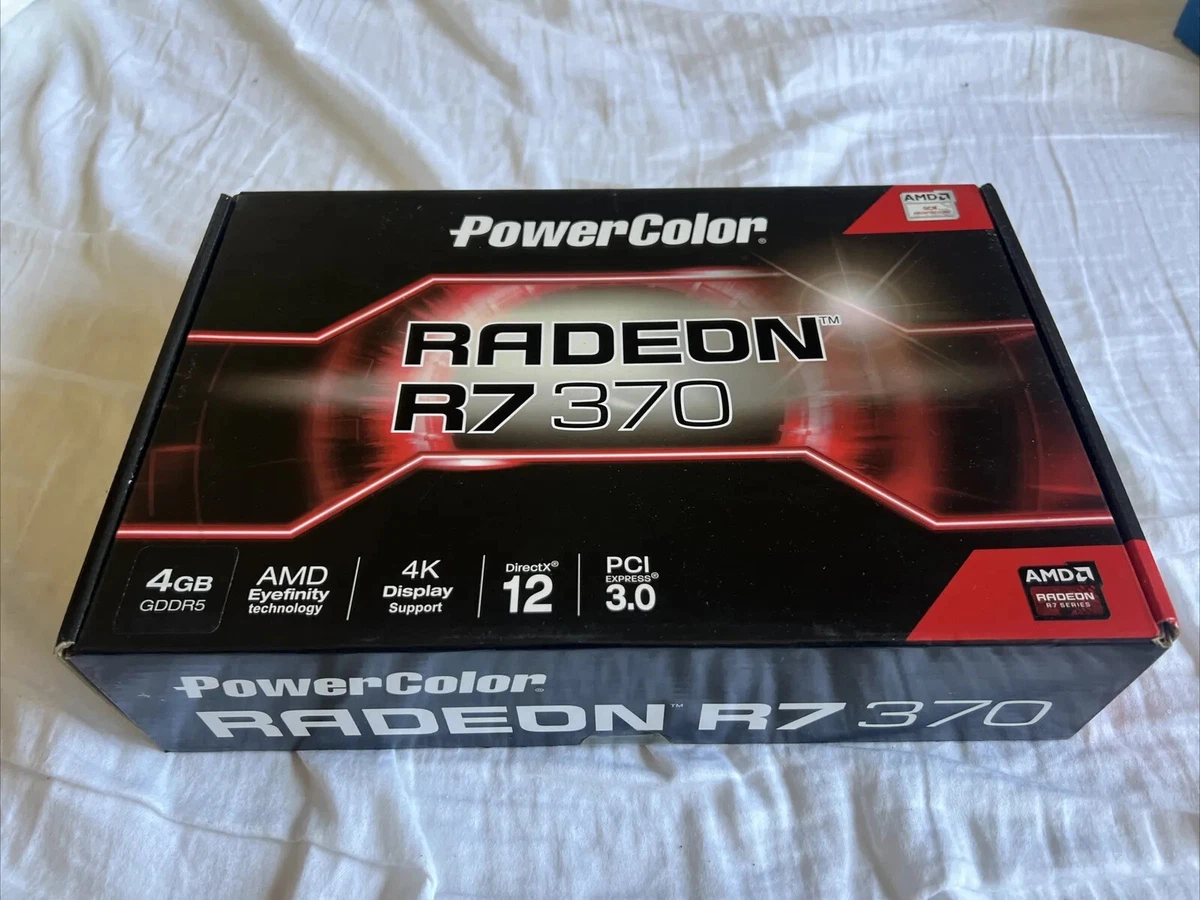 PowerColor®
AMD
RADEON™
R7 370
4GB
GDDR5
AMD
Eyefinity
technology
4K
Display
Support
DirectX®
12
PCI
EXPRESS®
3.0
AMD
RADEON
R7 SERIES
PowerColor®
RADEON™ R7 370